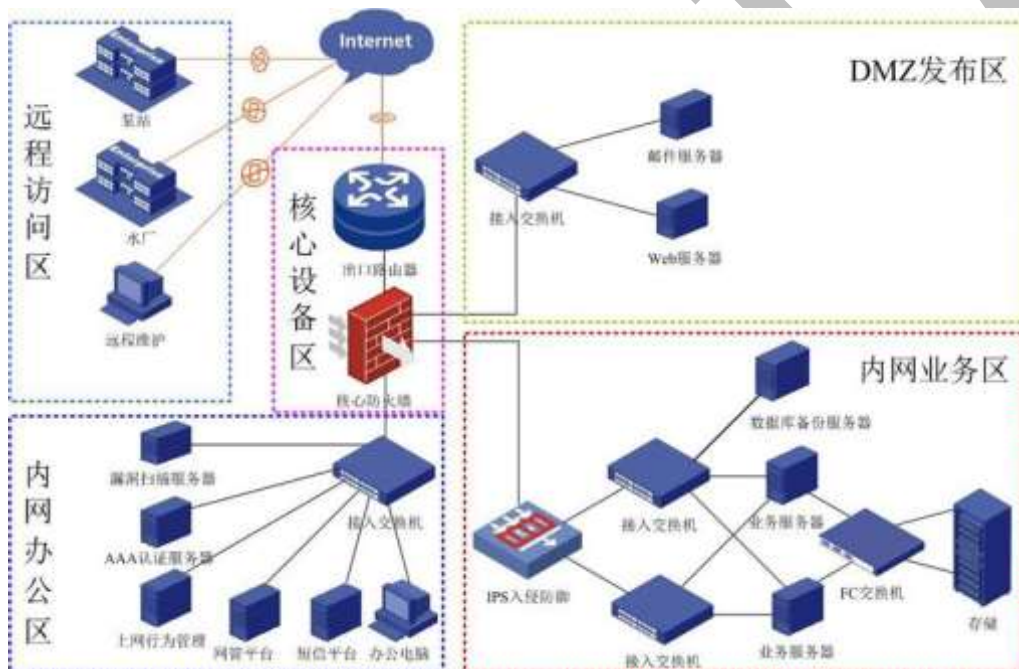 Internet
DMZ发布区
Enterprise
泵站
远程访问区
Enterprise
水厂
远程维护
核心设备区
出口路由器
核心防火墙
邮件服务器
接入交换机
Web服务器
内网业务区
数据库备份服务器
接入交换机
业务服务器
IPS入侵防御
FC交换机
存储
接入交换机
业务服务器
内网办公区
漏洞扫描服务器
接入交换机
AAA认证服务器
上网行为管理
网管平台
短信平台
办公电脑